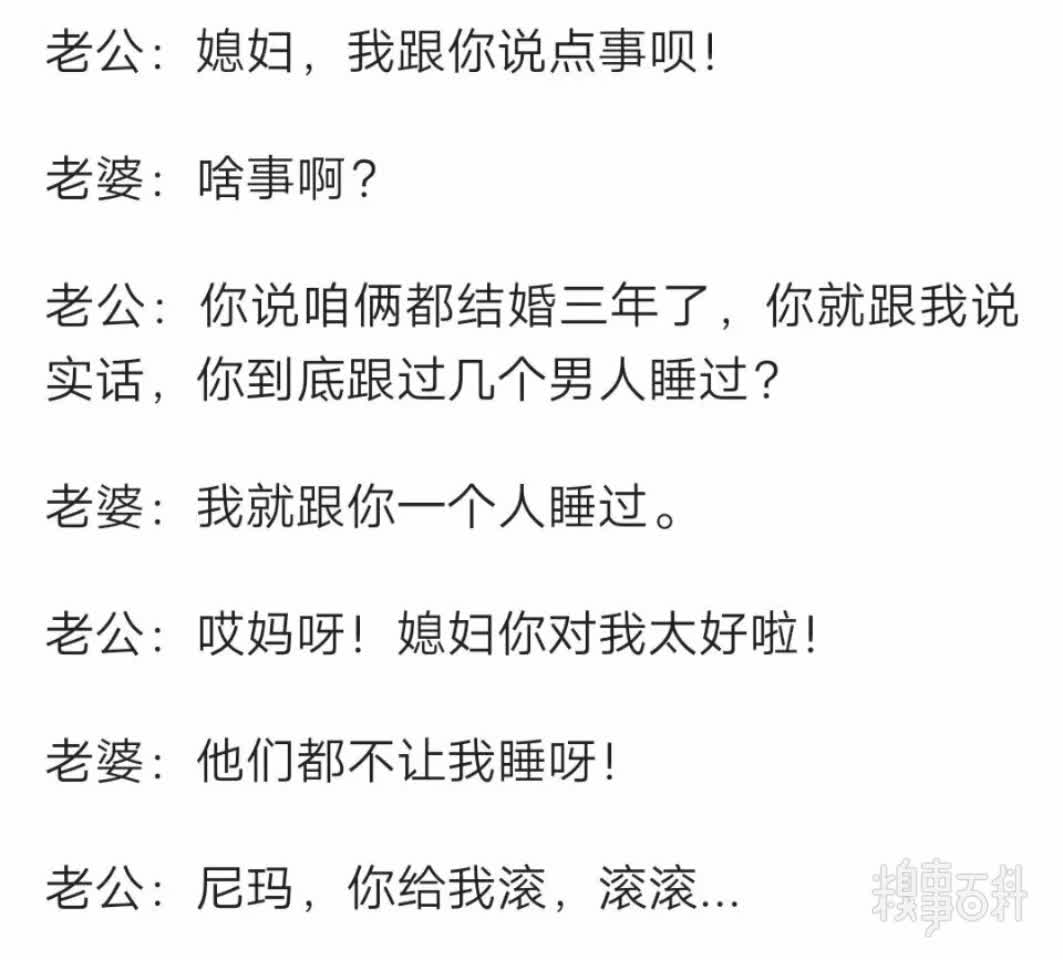 老公：媳妇，我跟你说点事呗！
老婆：啥事啊？
老公：你说咱俩都结婚三年了，你就跟我说
实话，你到底跟过几个男人睡过？
老婆：我就跟你一个人睡过。
老公：哎妈呀！媳妇你对我太好啦！
老婆：他们都不让我睡呀！
老公：尼玛，你给我滚，滚滚...
糗事百科